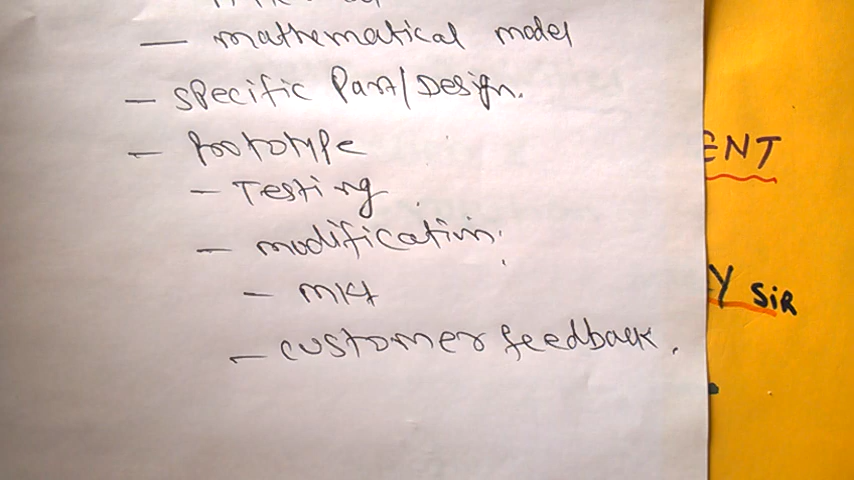 — mathematical model
— specific Part/Design.
— Prototype
— Testing
— modification.
— mkt
— customer feedback.
ENT
Y SiR